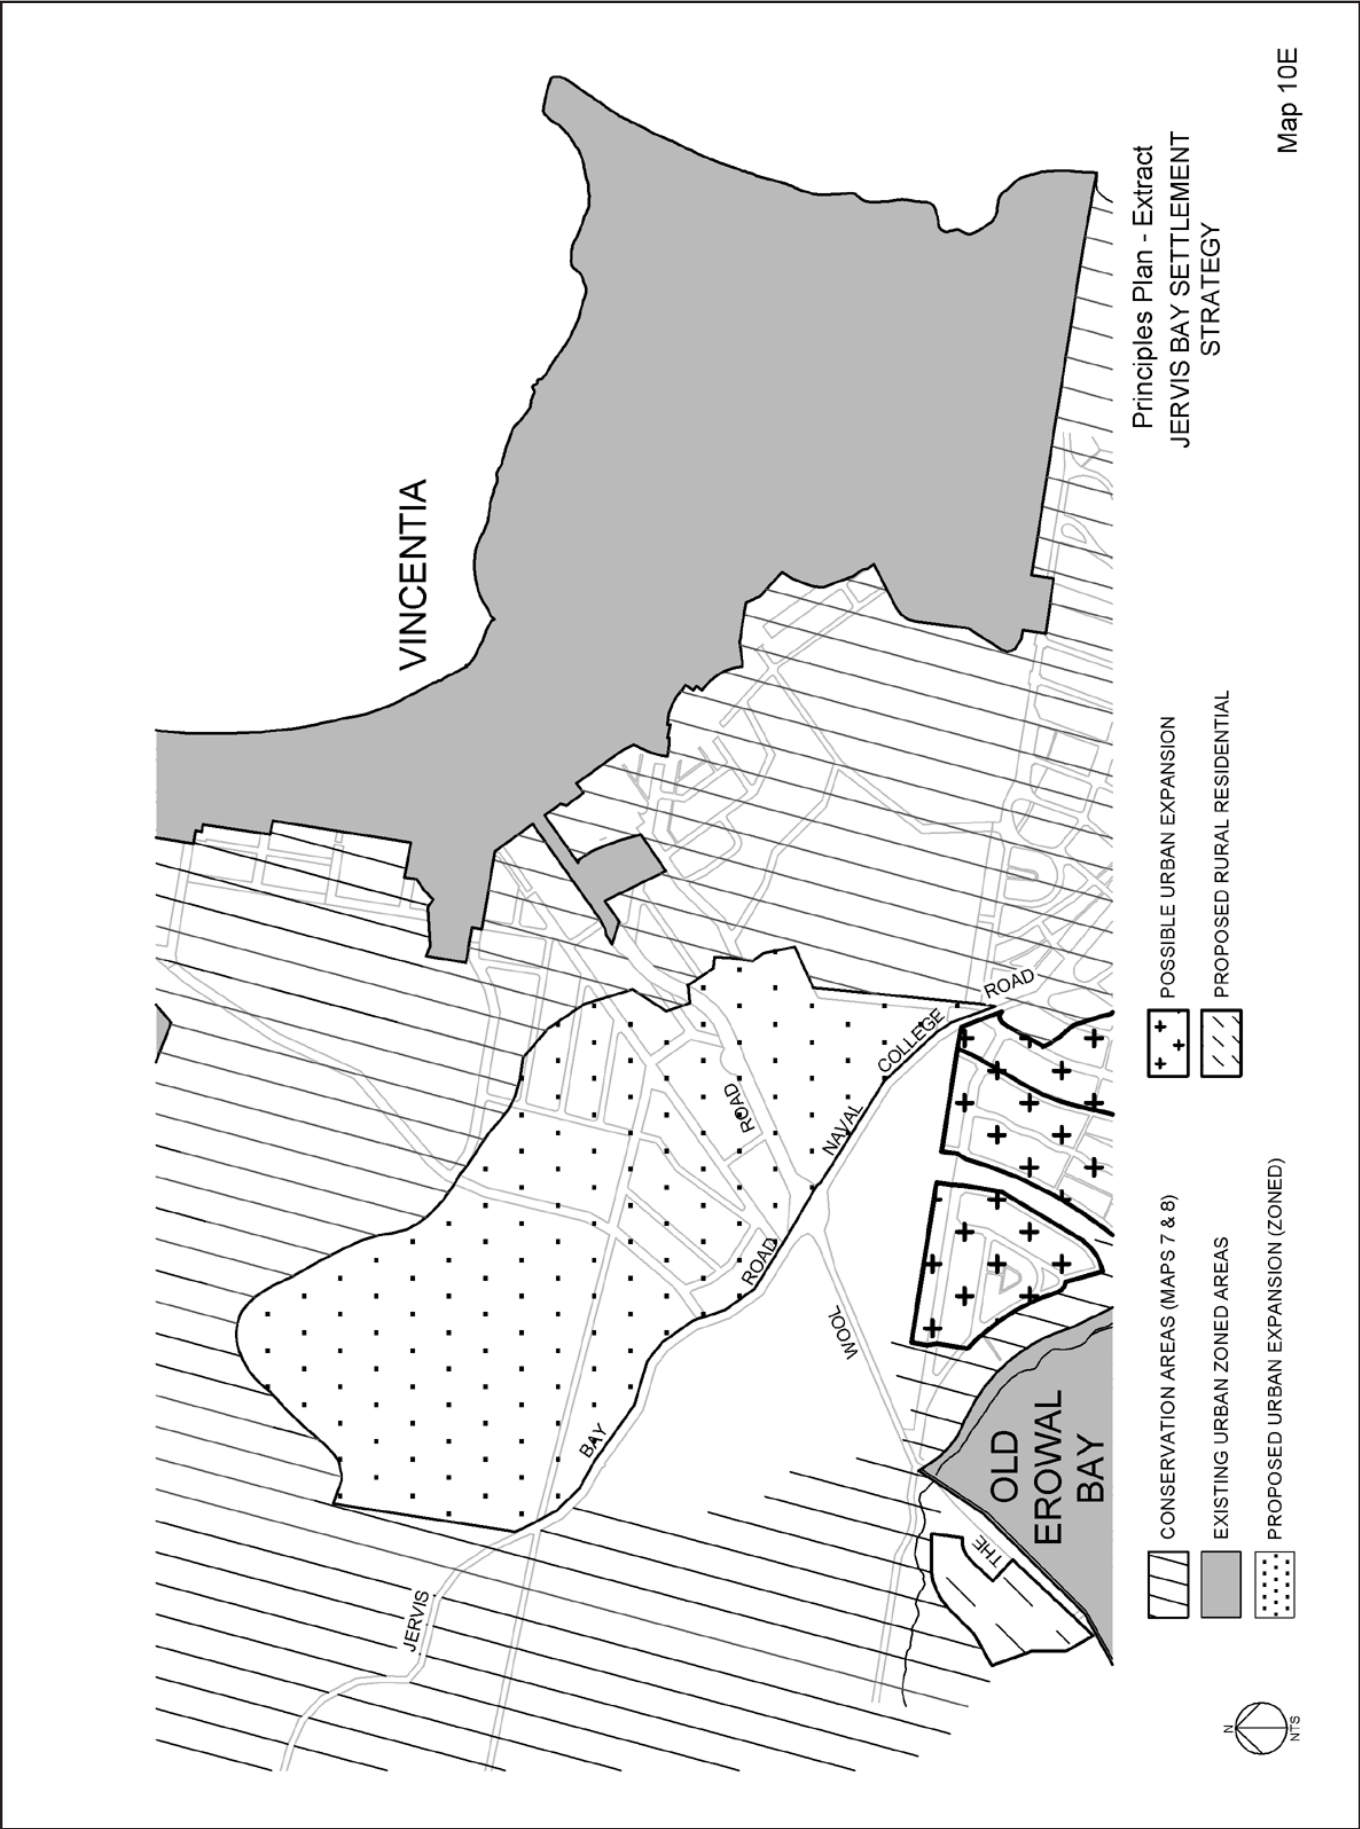 VINCENTIA
JERVIS
BAY
ROAD
NAVAL
COLLEGE
ROAD
THE
WOOL
ROAD
OLD
EROWAL
BAY
N
NTS
CONSERVATION AREAS (MAPS 7 & 8)
EXISTING URBAN ZONED AREAS
PROPOSED URBAN EXPANSION (ZONED)
POSSIBLE URBAN EXPANSION
PROPOSED RURAL RESIDENTIAL
Principles Plan - Extract
JERVIS BAY SETTLEMENT
STRATEGY
Map 10E